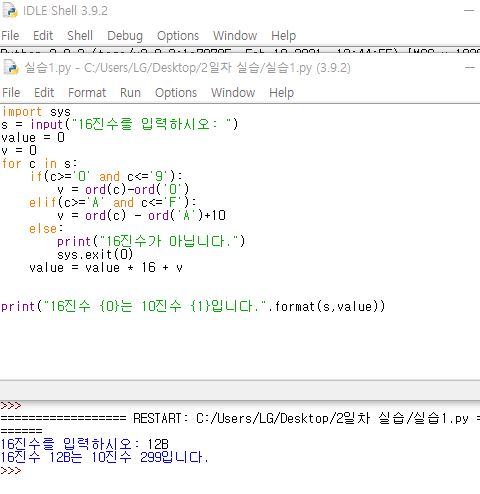 IDLE Shell 3.9.2
File Edit Shell Debug Options Window Help
실습1.py - C:/Users/LG/Desktop/2일차 실습/실습1.py (3.9.2)
File Edit Format Run Options Window Help
import sys
s = input("16진수를 입력하시오: ")
value = 0
v = 0
for c in s:
    if(c>='0' and c<='9'):
        v = ord(c)-ord('0')
    elif(c>='A' and c<='F'):
        v = ord(c) - ord('A')+10
    else:
        print("16진수가 아닙니다.")
        sys.exit(0)
    value = value * 16 + v
print("16진수 {0}는 10진수 {1}입니다.".format(s,value))
>>>
================== RESTART: C:/Users/LG/Desktop/2일차 실습/실습1.py =
======
16진수를 입력하시오: 12B
16진수 12B는 10진수 299입니다.
>>>